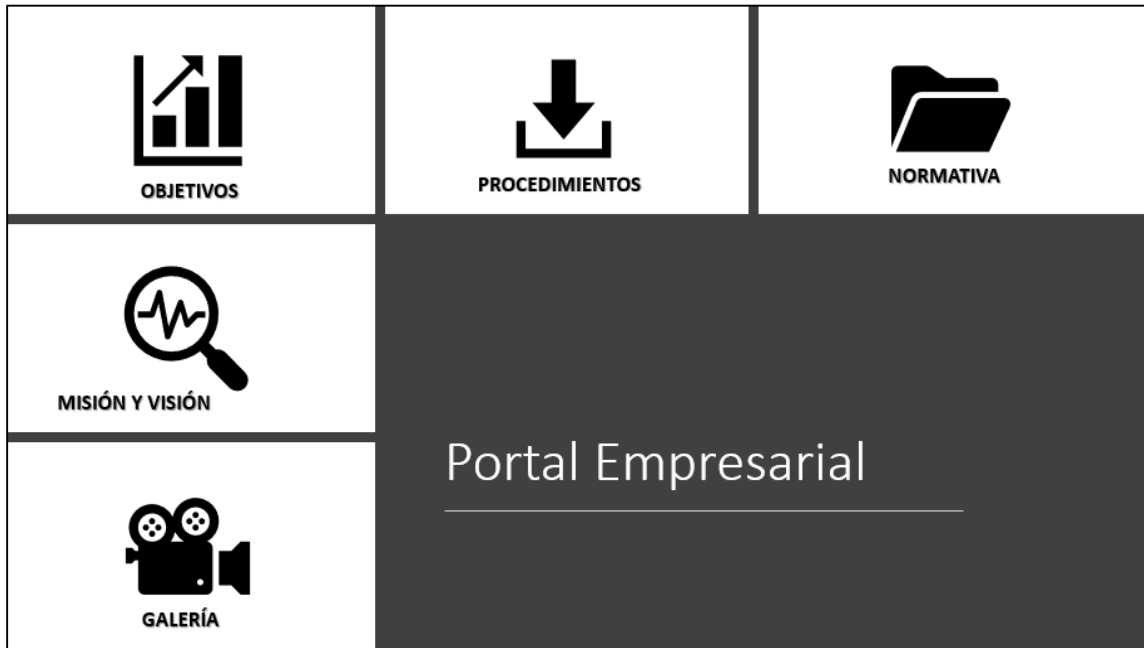 OBJETIVOS
PROCEDIMIENTOS
NORMATIVA
MISIÓN Y VISIÓN
Portal Empresarial
GALERÍA